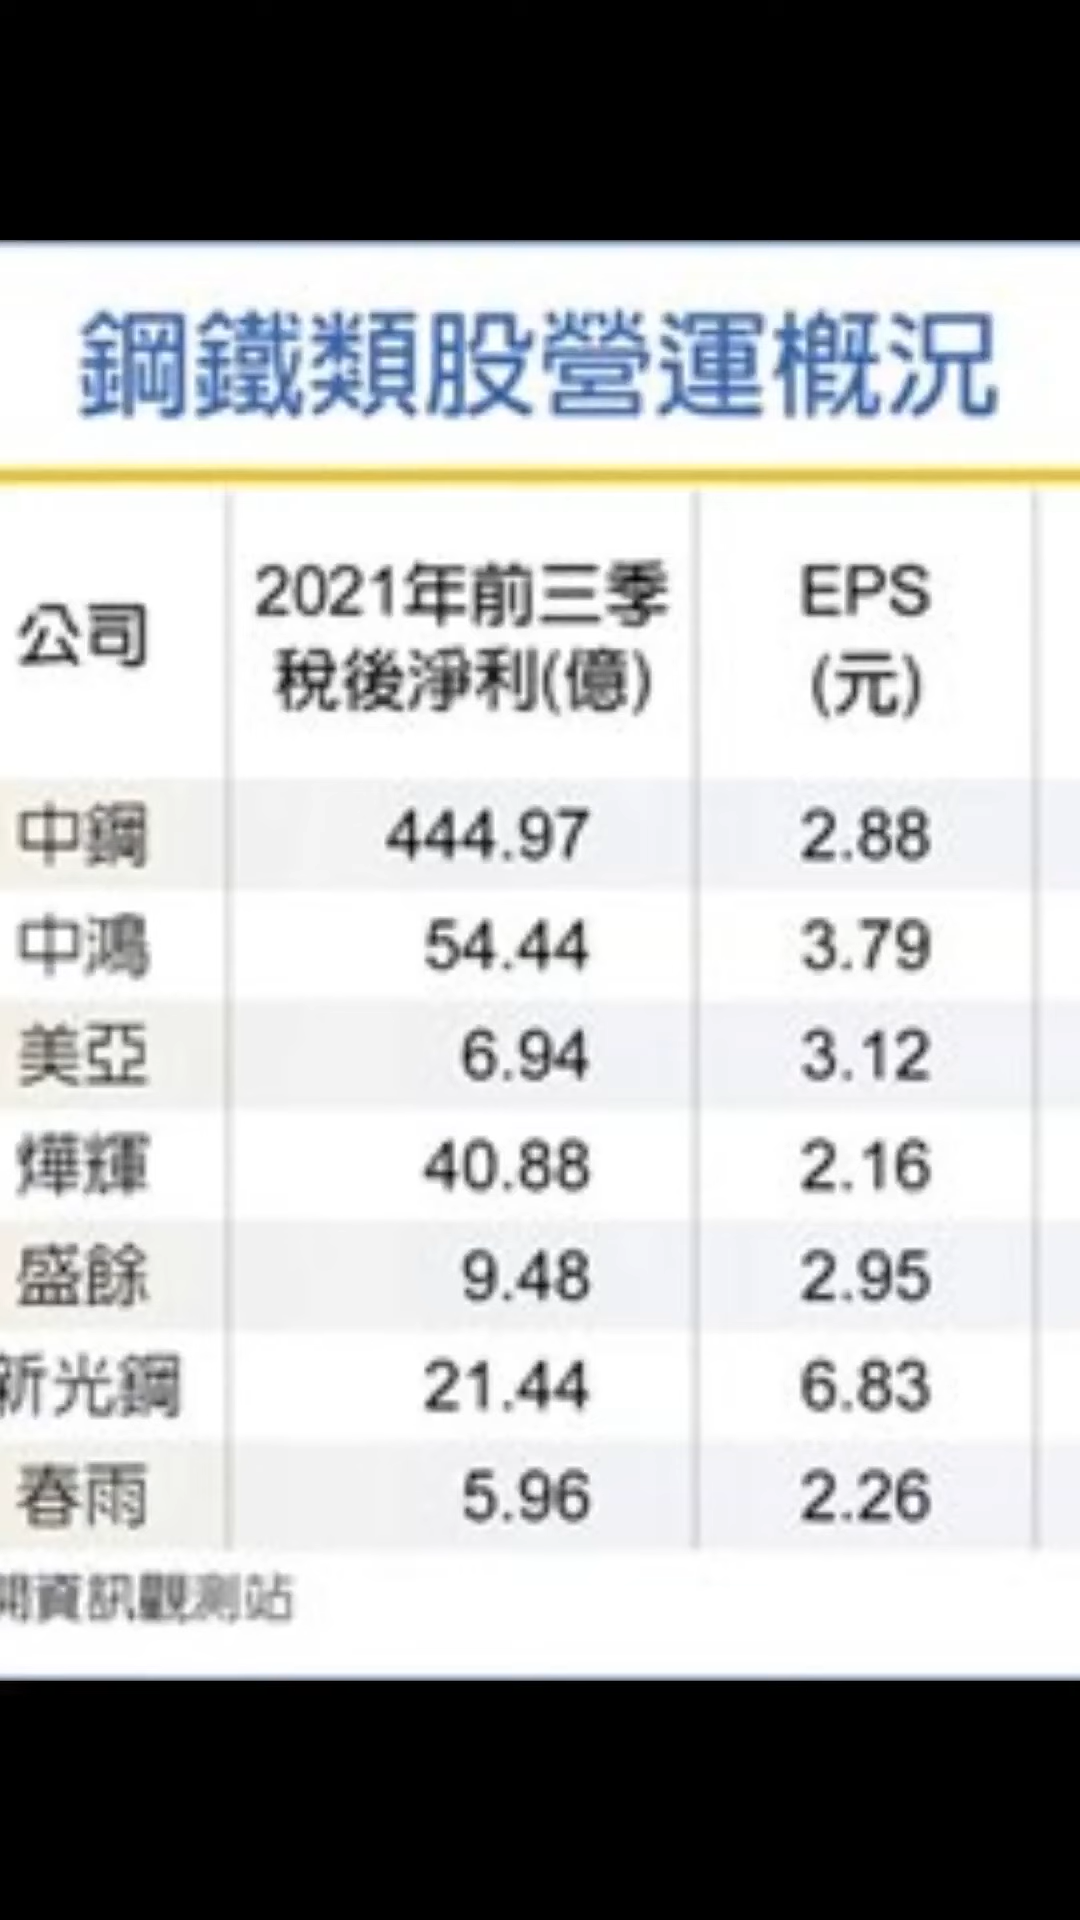 鋼鐵類股營運概況
公司 2021年前三季稅後淨利(億) EPS(元)
中鋼 444.97 2.88
中鴻 54.44 3.79
美亞 6.94 3.12
燁輝 40.88 2.16
盛餘 9.48 2.95
新光鋼 21.44 6.83
春雨 5.96 2.26
開資訊觀測站